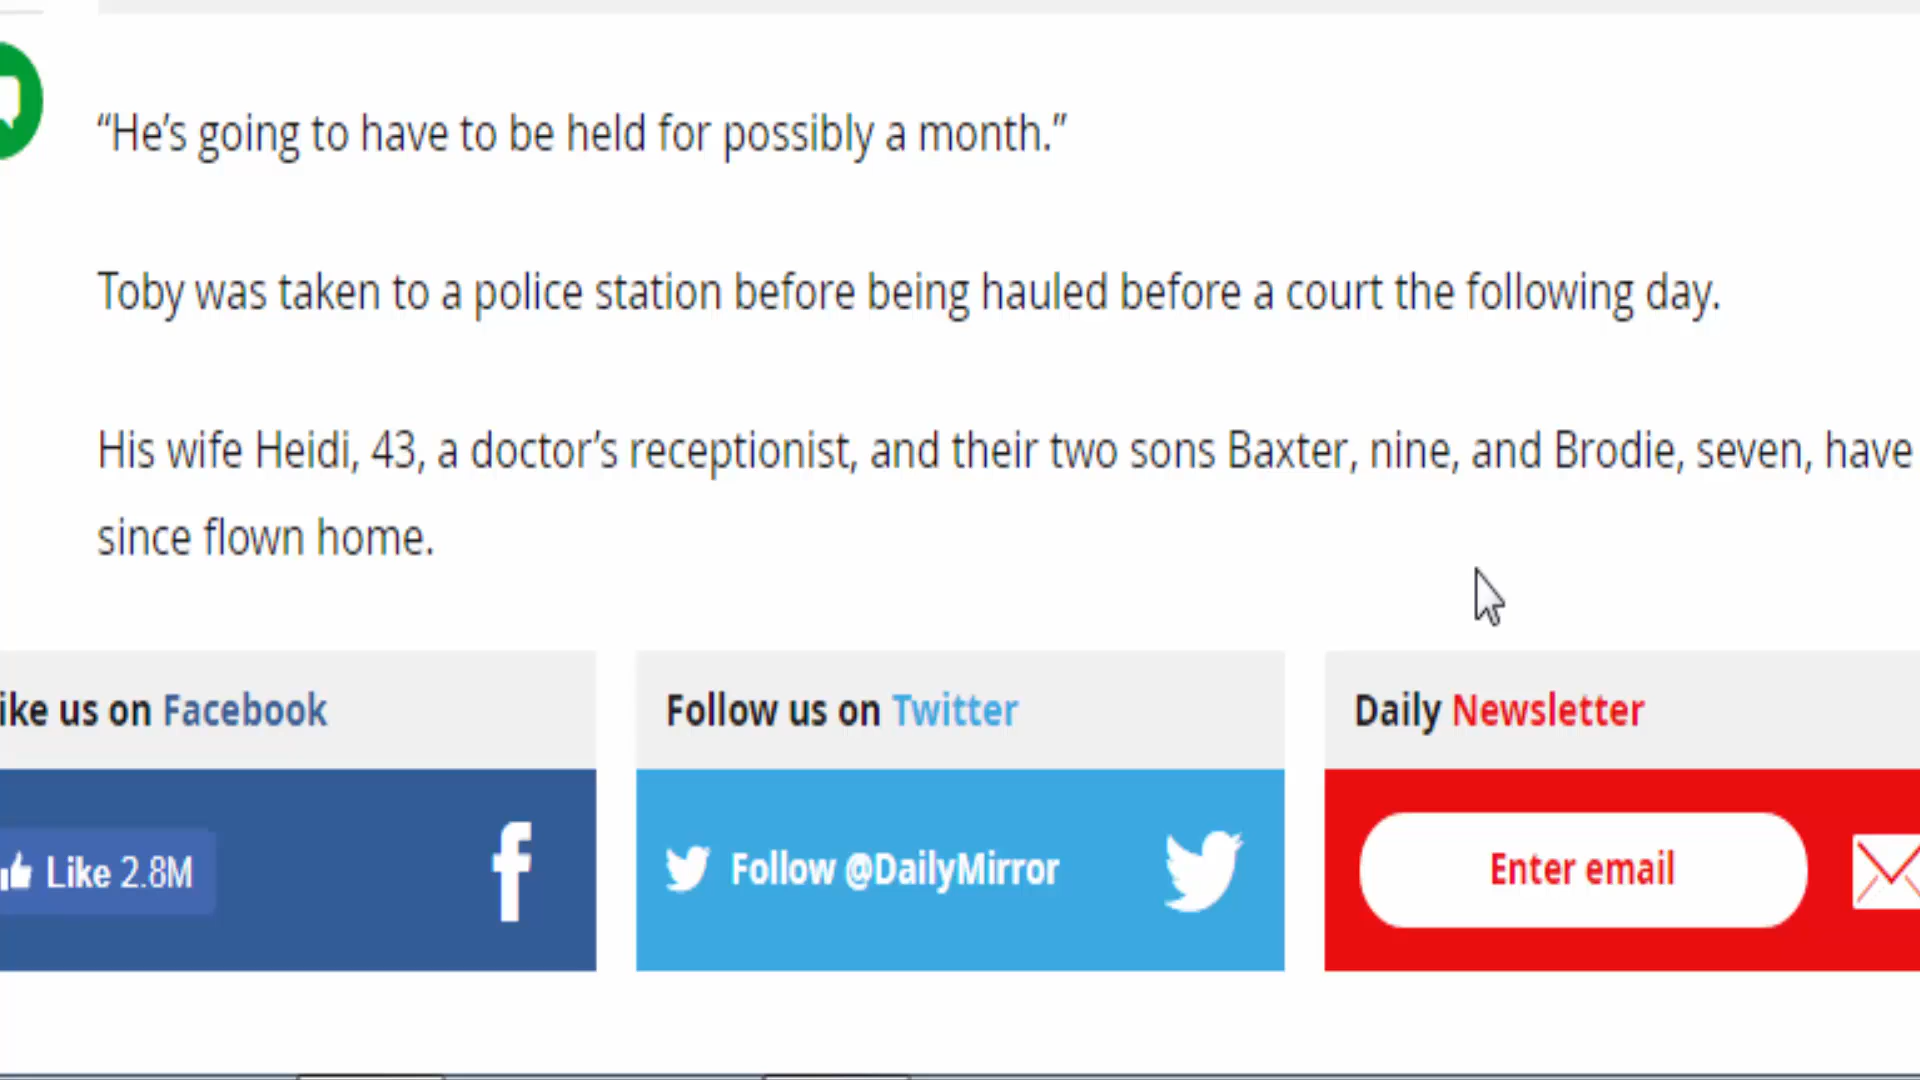 “He’s going to have to be held for possibly a month.”
Toby was taken to a police station before being hauled before a court the following day.
His wife Heidi, 43, a doctor’s receptionist, and their two sons Baxter, nine, and Brodie, seven, have
since flown home.
ike us on Facebook
Follow us on Twitter
Daily Newsletter
Like 2.8M
f
Follow @DailyMirror
Enter email